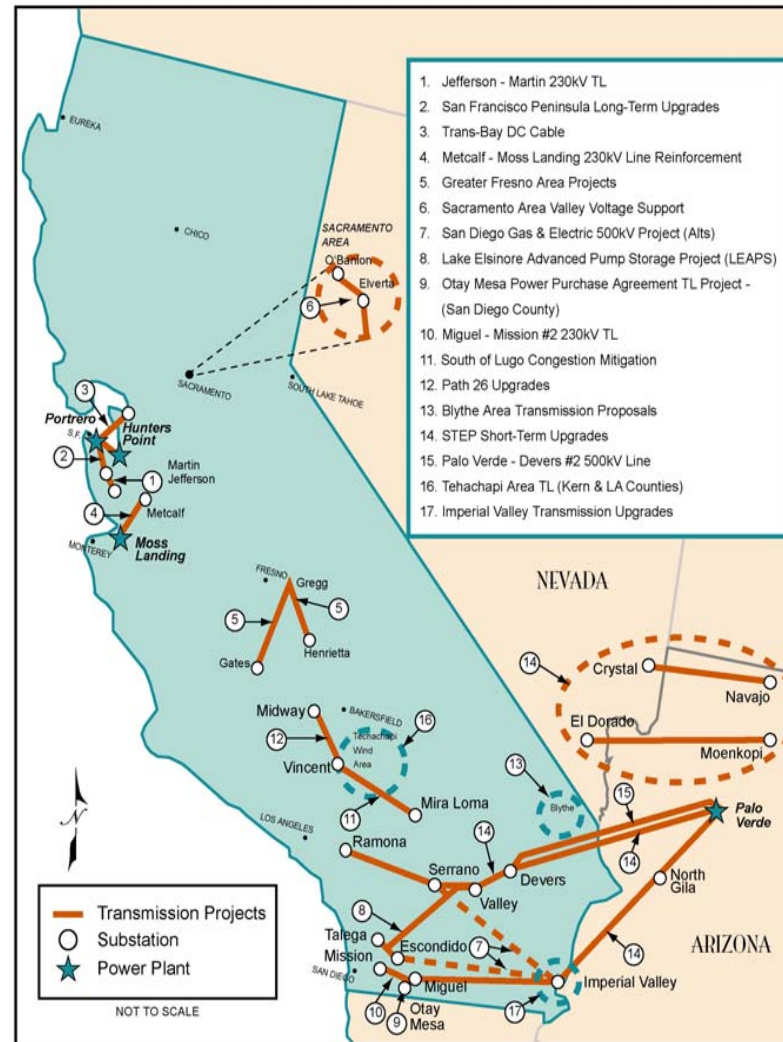 1. Jefferson - Martin 230kV TL
2. San Francisco Peninsula Long-Term Upgrades
3. Trans-Bay DC Cable
4. Metcalf - Moss Landing 230kV Line Reinforcement
5. Greater Fresno Area Projects
6. Sacramento Area Valley Voltage Support
7. San Diego Gas & Electric 500kV Project (Alts)
8. Lake Elsinore Advanced Pump Storage Project (LEAPS)
9. Otay Mesa Power Purchase Agreement TL Project -
(San Diego County)
10. Miguel - Mission #2 230kV TL
11. South of Lugo Congestion Mitigation
12. Path 26 Upgrades
13. Blythe Area Transmission Proposals
14. STEP Short-Term Upgrades
15. Palo Verde - Devers #2 500kV Line
16. Tehachapi Area TL (Kern & LA Counties)
17. Imperial Valley Transmission Upgrades
EUREKA
CHICO
SACRAMENTO
AREA
O'Banion
Elverta
6
SACRAMENTO
SOUTH LAKE TAHOE
3
Portrero
S.F.
Hunters
Point
2
Martin
1
Jefferson
4
Metcalf
MONTEREY
Moss
Landing
FRESNO
Gregg
5
5
Henrietta
Gates
NEVADA
14
Crystal
Navajo
El Dorado
Moenkopi
Midway
BAKERSFIELD
16
12
Techachapi
Wind
Area
Vincent
13
Blythe
11
Mira Loma
15
Palo
Verde
N
LOS ANGELES
Ramona
14
14
Serrano
Devers
Valley
North
Gila
8
Talega
Escondido
7
14
ARIZONA
Mission
SAN DIEGO
Miguel
Imperial Valley
10
9
Otay
Mesa
17
Transmission Projects
Substation
Power Plant
NOT TO SCALE